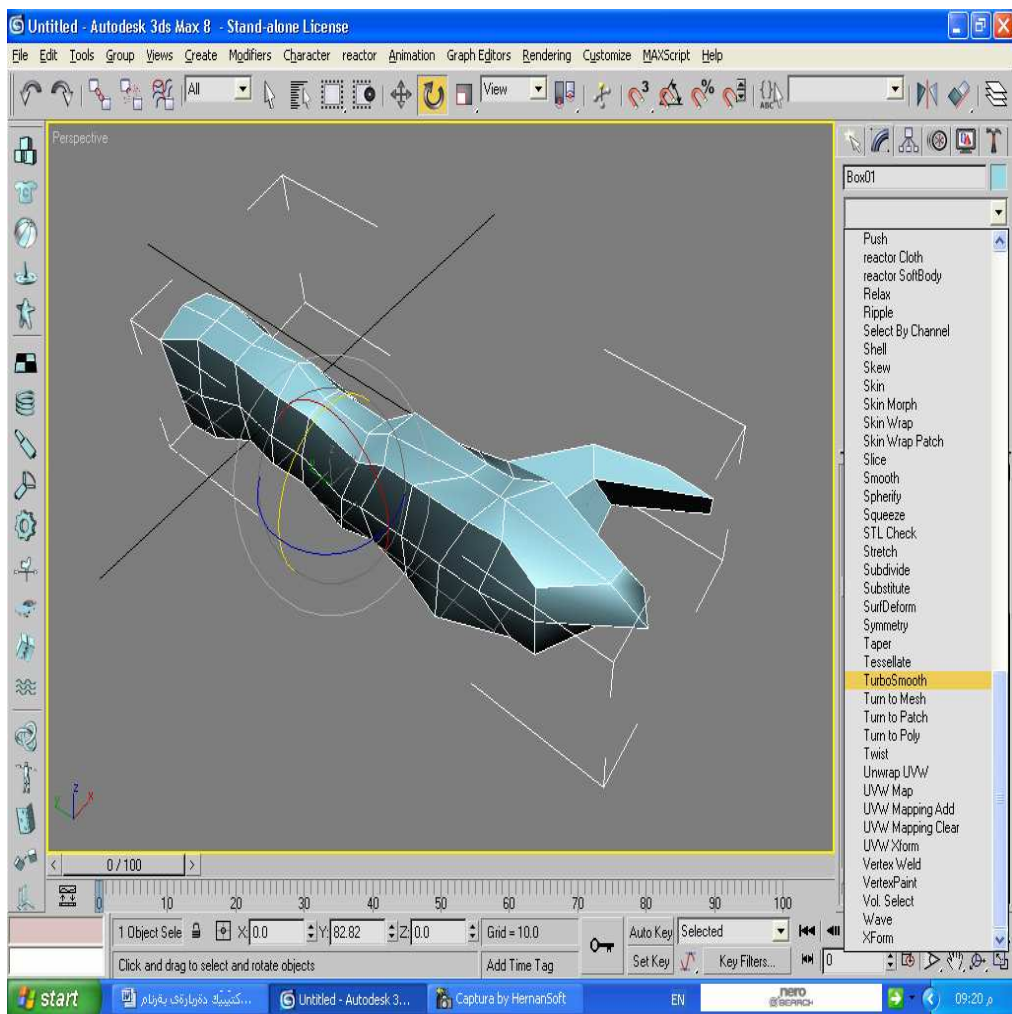 Untitled - Autodesk 3ds Max 8 - Stand-alone License
File Edit Tools Group Views Create Modifiers Character reactor Animation Graph Editors Rendering Customize MAXScript Help
All View
Perspective
Box01
Push
reactor Cloth
reactor SoftBody
Relax
Ripple
Select By Channel
Shell
Skew
Skin
Skin Morph
Skin Wrap
Skin Wrap Patch
Slice
Smooth
Spherify
Squeeze
STL Check
Stretch
Subdivide
Substitute
SurfDeform
Symmetry
Taper
Tessellate
TurboSmooth
Turn to Mesh
Turn to Patch
Turn to Poly
Twist
Unwrap UVW
UVW Map
UVW Mapping Add
UVW Mapping Clear
UVW Xform
Vertex Weld
VertexPaint
Vol. Select
Wave
XForm
z x
0 / 100
0 10 20 30 40 50 60 70 80 90 100
1 Object Sele X: 0.0 Y: 82.82 Z: 0.0 Grid = 10.0 Auto Key Selected
Click and drag to select and rotate objects Add Time Tag Set Key Key Filters... 0
start كتيبيك دةربارةى بةرنام... Untitled - Autodesk 3... Captura by HernanSoft EN nero SEARCH 09:20 م